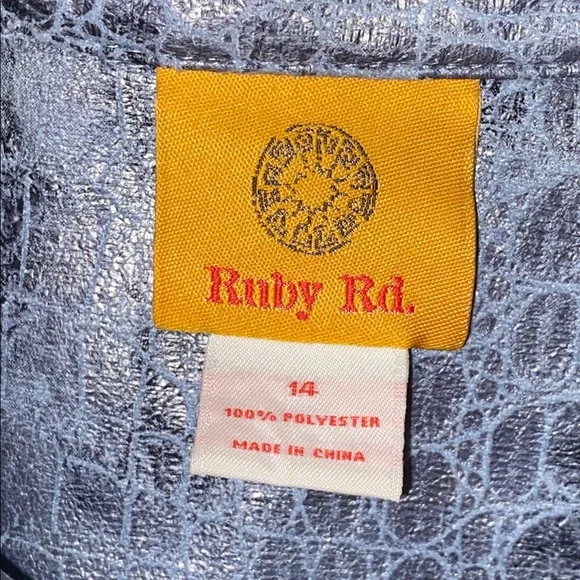 Ruby Rd.
14
100% POLYESTER
MADE IN CHINA